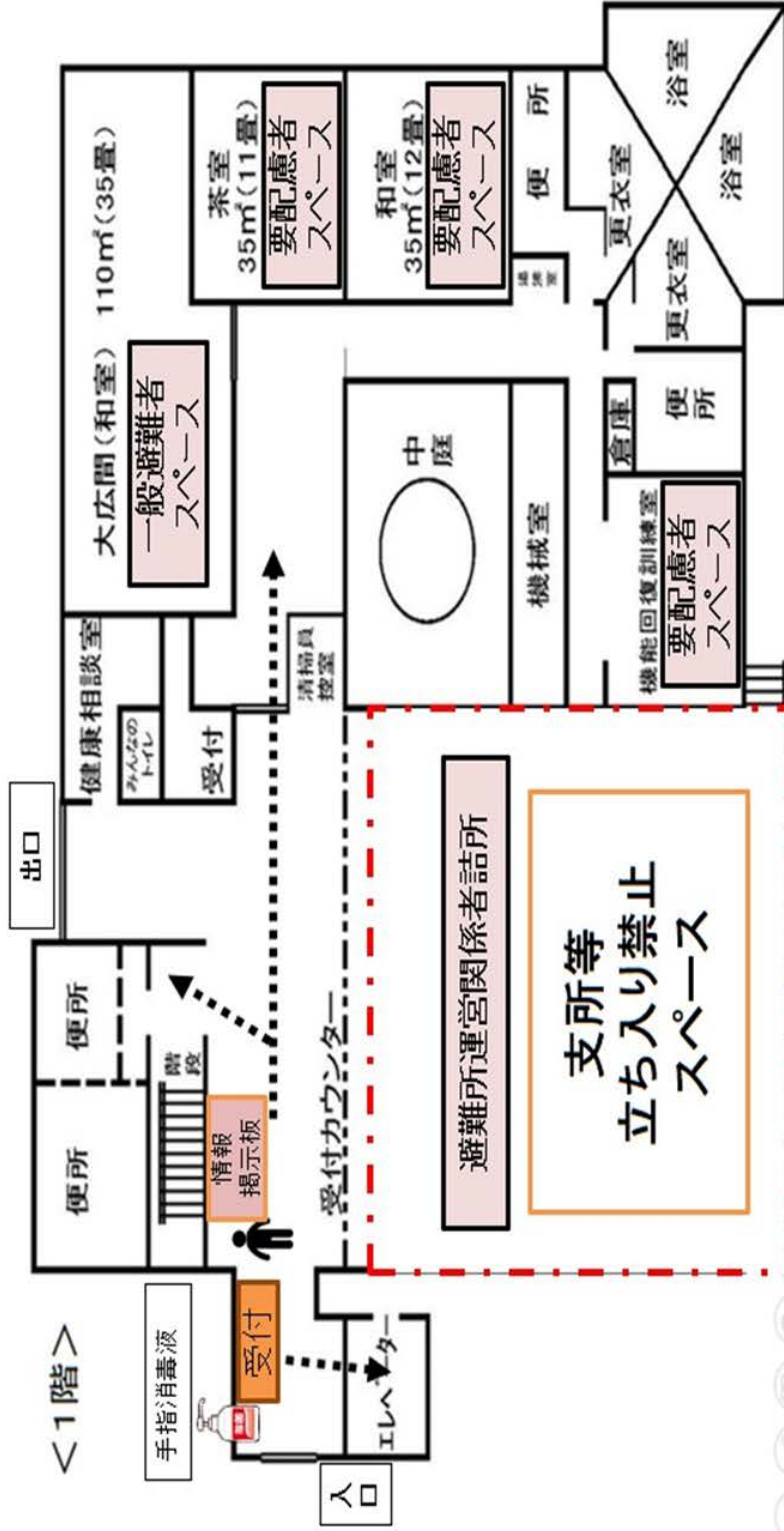 <1階>
手指消毒液
受付
入口
エレベーター
便所
便所
階段
情報
掲示板
受付カウンター
出口
健康相談室
みんなの
トイレ
受付
清掃員
控室
大広間(和室) 110㎡(35畳)
一般避難者
スペース
茶室
35㎡(11畳)
要配慮者
スペース
和室
35㎡(12畳)
要配慮者
スペース
便所
更衣室
浴室
浴室
更衣室
便所
倉庫
中庭
機械室
機能回復訓練室
要配慮者
スペース
避難所運営関係者詰所
支所等
立ち入り禁止
スペース